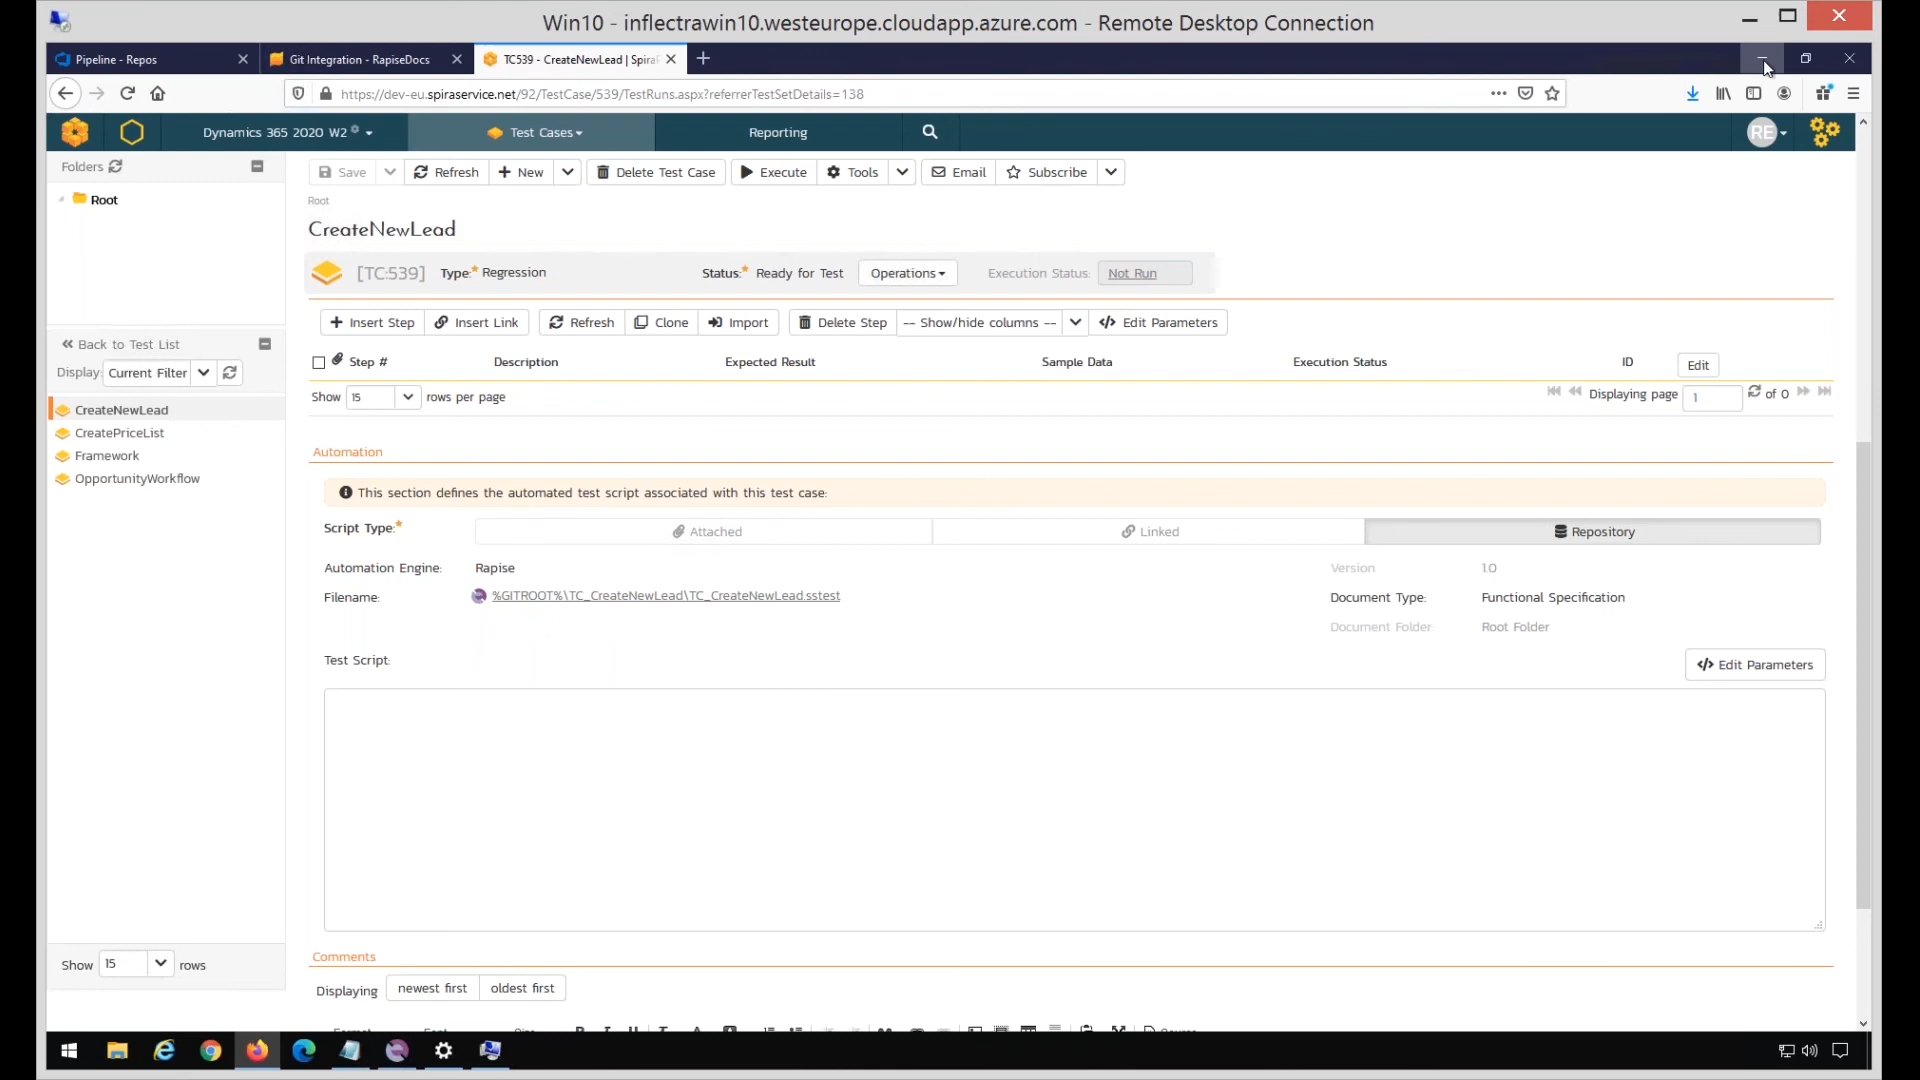 Win10 - inflectrawin10.westeurope.cloudapp.azure.com - Remote Desktop Connection
Pipeline - Repos
Git Integration - RapiseDocs
TC539 - CreateNewLead | Spira
https://dev-eu.spiraservice.net/92/TestCase/539/TestRuns.aspx?referrerTestSetDetails=138
Dynamics 365 2020 W2
Test Cases
Reporting
RE
Folders
Root
Save
Refresh
New
Delete Test Case
Execute
Tools
Email
Subscribe
Root
CreateNewLead
[TC:539]
Type:* Regression
Status:* Ready for Test
Operations
Execution Status:
Not Run
Insert Step
Insert Link
Refresh
Clone
Import
Delete Step
-- Show/hide columns --
Edit Parameters
Step #
Description
Expected Result
Sample Data
Execution Status
ID
Edit
Show 15 rows per page
Displaying page 1 of 0
Back to Test List
Display: Current Filter
CreateNewLead
CreatePriceList
Framework
OpportunityWorkflow
Show 15 rows
Automation
This section defines the automated test script associated with this test case:
Script Type:*
Attached
Linked
Repository
Automation Engine: Rapise
Version 1.0
Filename: %GITROOT%\TC_CreateNewLead\TC_CreateNewLead.sstest
Document Type: Functional Specification
Document Folder: Root Folder
Test Script:
Edit Parameters
Comments
Displaying
newest first
oldest first